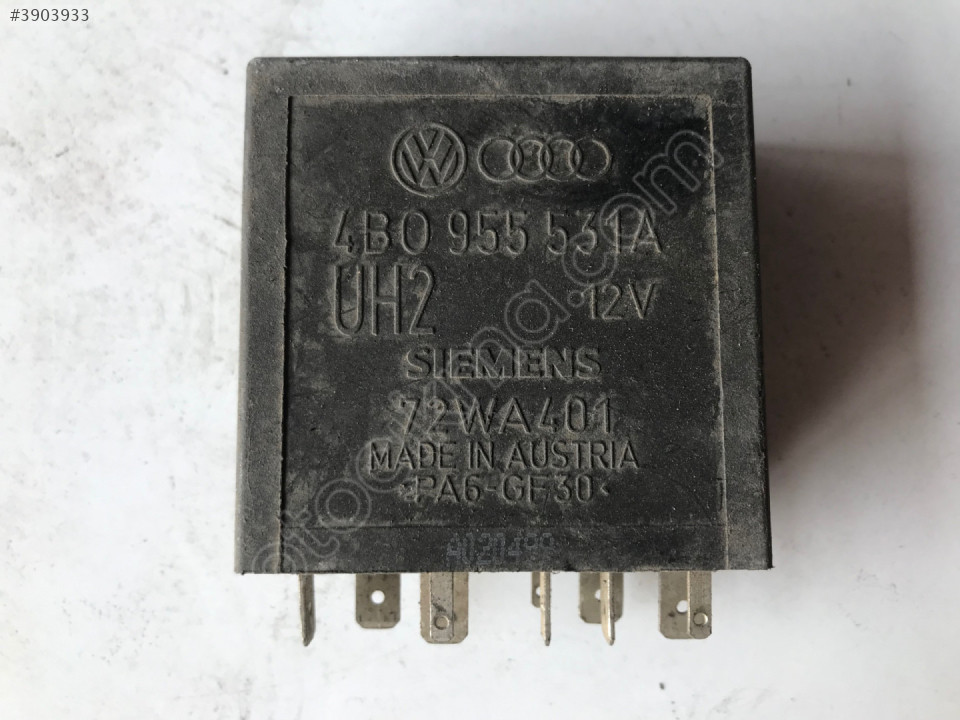 #3903933
4B0 955 531A
UH2 12V
SIEMENS
72WA401
MADE IN AUSTRIA
>PA6-GF30<